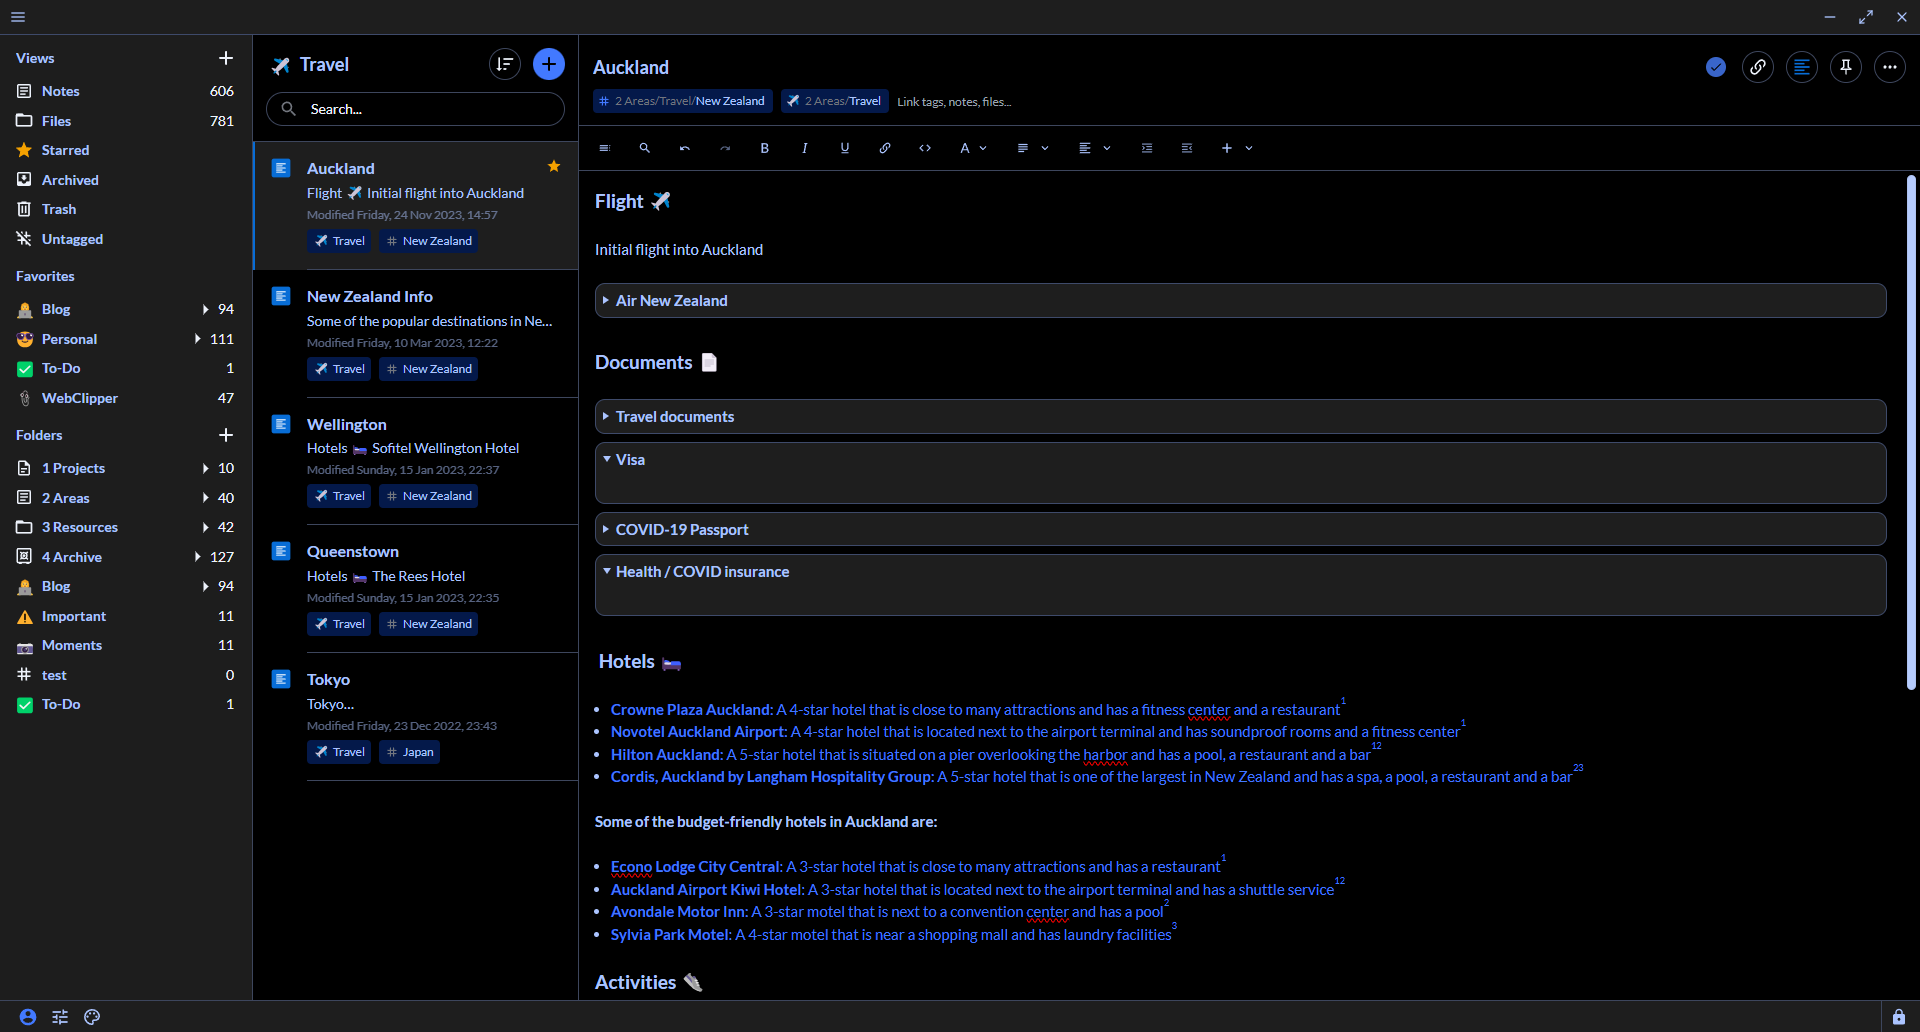 Views
Notes 606
Files 781
Starred
Archived
Trash
Untagged
Favorites
Blog 94
Personal 111
To-Do 1
WebClipper 47
Folders
1 Projects 10
2 Areas 40
3 Resources 42
4 Archive 127
Blog 94
Important 11
Moments 11
test 0
To-Do 1
Travel
Search...
Auckland
Flight ✈️ Initial flight into Auckland
Modified Friday, 24 Nov 2023, 14:57
Travel # New Zealand
New Zealand Info
Some of the popular destinations in Ne...
Modified Friday, 10 Mar 2023, 12:22
Travel # New Zealand
Wellington
Hotels 🛏️ Sofitel Wellington Hotel
Modified Sunday, 15 Jan 2023, 22:37
Travel # New Zealand
Queenstown
Hotels 🛏️ The Rees Hotel
Modified Sunday, 15 Jan 2023, 22:35
Travel # New Zealand
Tokyo
Tokyo...
Modified Friday, 23 Dec 2022, 23:43
Travel # Japan
Auckland
# 2 Areas/Travel/New Zealand 2 Areas/Travel Link tags, notes, files...
B I U <> A
Flight ✈️
Initial flight into Auckland
Air New Zealand
Documents 📄
Travel documents
Visa
COVID-19 Passport
Health / COVID insurance
Hotels 🛏️
• Crowne Plaza Auckland: A 4-star hotel that is close to many attractions and has a fitness center and a restaurant1
• Novotel Auckland Airport: A 4-star hotel that is located next to the airport terminal and has soundproof rooms and a fitness center1
• Hilton Auckland: A 5-star hotel that is situated on a pier overlooking the harbor and has a pool, a restaurant and a bar12
• Cordis, Auckland by Langham Hospitality Group: A 5-star hotel that is one of the largest in New Zealand and has a spa, a pool, a restaurant and a bar23
Some of the budget-friendly hotels in Auckland are:
• Econo Lodge City Central: A 3-star hotel that is close to many attractions and has a restaurant1
• Auckland Airport Kiwi Hotel: A 3-star hotel that is located next to the airport terminal and has a shuttle service12
• Avondale Motor Inn: A 3-star motel that is next to a convention center and has a pool2
• Sylvia Park Motel: A 4-star motel that is near a shopping mall and has laundry facilities3
Activities